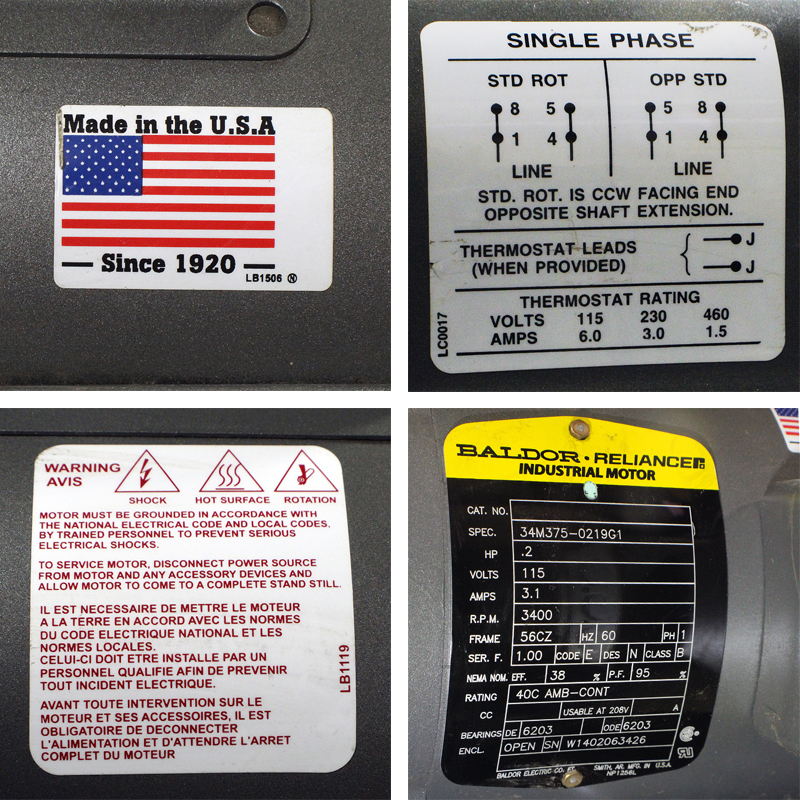 Made in the U.S.A
Since 1920
LB1506 ®
SINGLE PHASE
STD ROT OPP STD
8 5 5 8
1 4 1 4
LINE LINE
STD. ROT. IS CCW FACING END
OPPOSITE SHAFT EXTENSION.
THERMOSTAT LEADS J
(WHEN PROVIDED) J
THERMOSTAT RATING
VOLTS 115 230 460
AMPS 6.0 3.0 1.5
LC0017
WARNING
AVIS
SHOCK HOT SURFACE ROTATION
MOTOR MUST BE GROUNDED IN ACCORDANCE WITH
THE NATIONAL ELECTRICAL CODE AND LOCAL CODES,
BY TRAINED PERSONNEL TO PREVENT SERIOUS
ELECTRICAL SHOCKS.
TO SERVICE MOTOR, DISCONNECT POWER SOURCE
FROM MOTOR AND ANY ACCESSORY DEVICES AND
ALLOW MOTOR TO COME TO A COMPLETE STAND STILL.
IL EST NECESSAIRE DE METTRE LE MOTEUR
A LA TERRE EN ACCORD AVEC LES NORMES
DU CODE ELECTRIQUE NATIONAL ET LES
NORMES LOCALES.
CELUI-CI DOIT ETRE INSTALLE PAR UN
PERSONNEL QUALIFIE AFIN DE PREVENIR
TOUT INCIDENT ELECTRIQUE.
AVANT TOUTE INTERVENTION SUR LE
MOTEUR ET SES ACCESSOIRES, IL EST
OBLIGATOIRE DE DECONNECTER
L'ALIMENTATION ET D'ATTENDRE L'ARRET
COMPLET DU MOTEUR
LB1119
BALDOR · RELIANCE
INDUSTRIAL MOTOR
CAT. NO.
SPEC. 34M375-0219G1
HP .2
VOLTS 115
AMPS 3.1
R.P.M. 3400
FRAME 56CZ HZ 60 PH 1
SER. F. 1.00 CODE E DES N CLASS B
NEMA NOM. EFF. 38 % P.F. 95 %
RATING 40C AMB-CONT
CC USABLE AT 208V A
BEARINGS DE 6203 ODE 6203
ENCL. OPEN SN W1402063426
BALDOR ELECTRIC CO. FT. SMITH, AR. MFG. IN U.S.A.
NP1256L